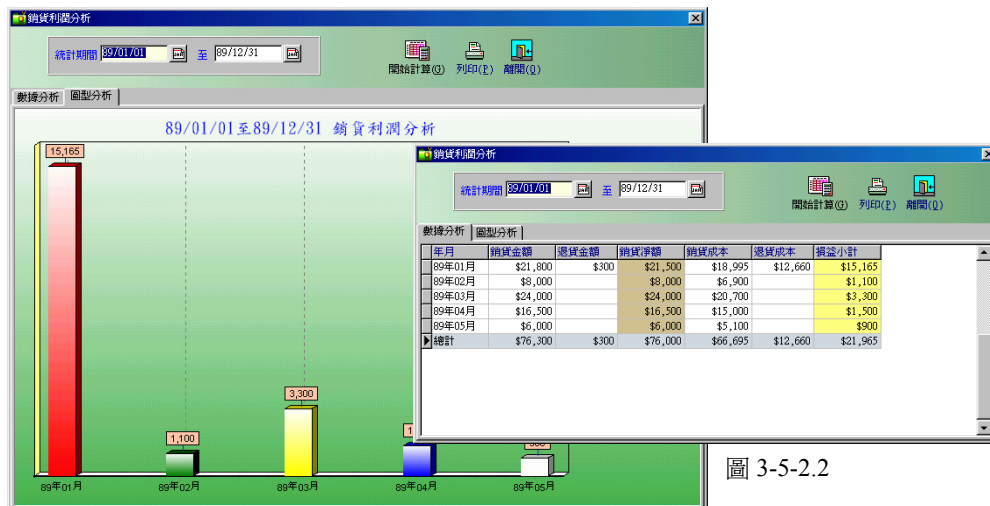 銷貨利潤分析
統計期間 89/01/01 至 89/12/31
開始計算(G) 列印(P) 離開(Q)
數據分析 圖型分析
89/01/01至89/12/31 銷貨利潤分析
15,165
1,100
3,300
1
89年01月 89年02月 89年03月 89年04月 89年05月
銷貨利潤分析
統計期間 89/01/01 至 89/12/31
開始計算(G) 列印(P) 離開(Q)
數據分析 圖型分析
年月 銷貨金額 退貨金額 銷貨淨額 銷貨成本 退貨成本 損益小計
89年01月 $21,800 $300 $21,500 $18,995 $12,660 $15,165
89年02月 $8,000 $8,000 $6,900 $1,100
89年03月 $24,000 $24,000 $20,700 $3,300
89年04月 $16,500 $16,500 $15,000 $1,500
89年05月 $6,000 $6,000 $5,100 $900
總計 $76,300 $300 $76,000 $66,695 $12,660 $21,965
圖 3-5-2.2